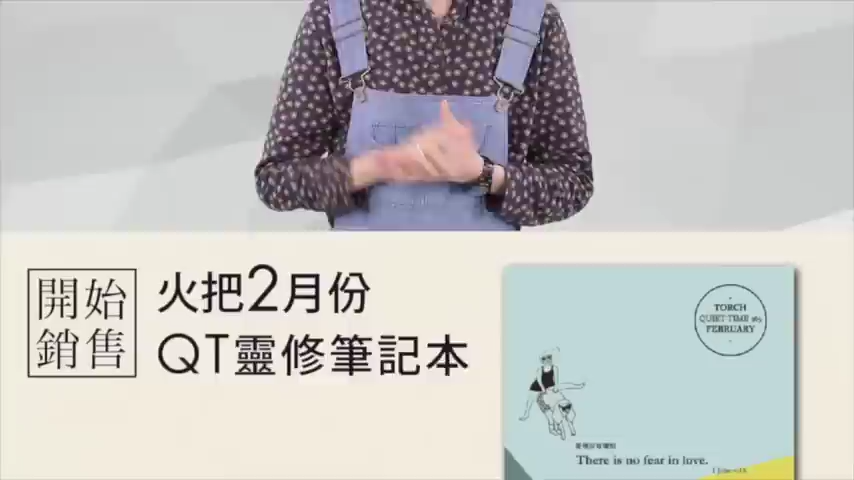 開始
銷售
火把2月份
QT靈修筆記本
TORCH
QUIET TIME
FEBRUARY
There is no fear in love.